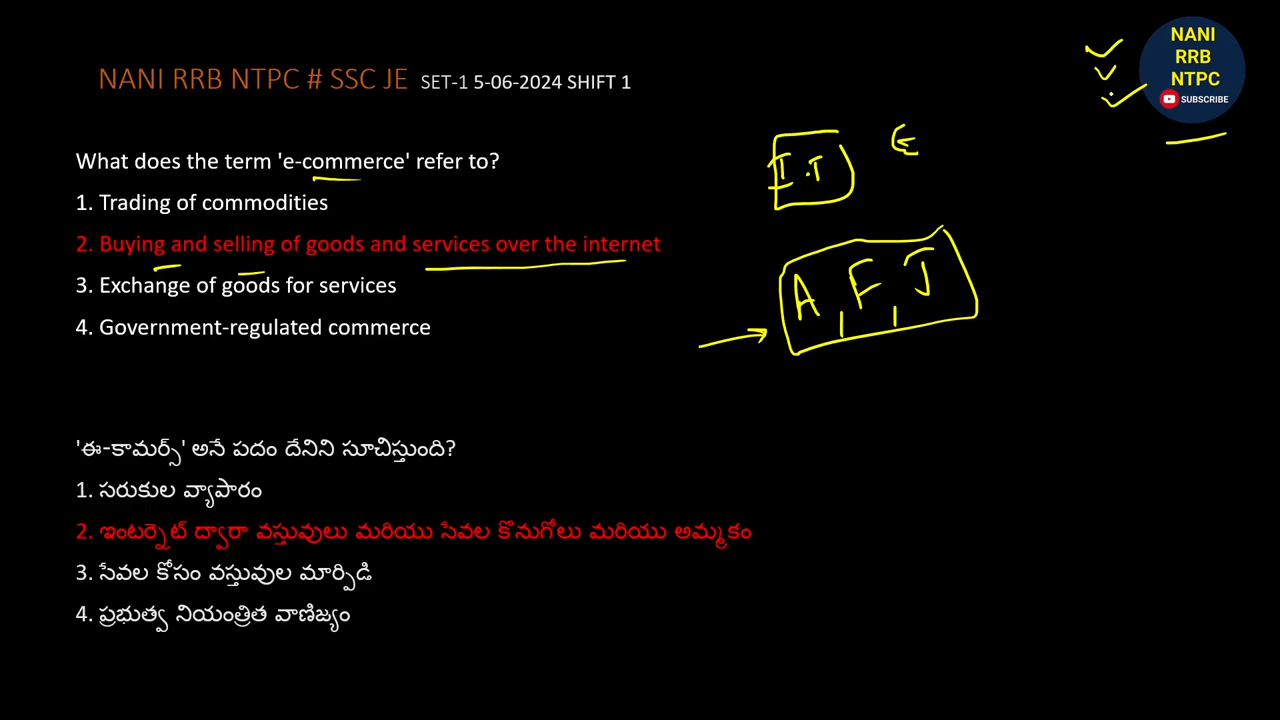 NANI RRB NTPC # SSC JE SET-1 5-06-2024 SHIFT 1
NANI
RRB
NTPC
SUBSCRIBE
What does the term 'e-commerce' refer to?
1. Trading of commodities
2. Buying and selling of goods and services over the internet
3. Exchange of goods for services
4. Government-regulated commerce
I.T
E
A, F, J
'ఈ-కామర్స్' అనే పదం దేనిని సూచిస్తుంది?
1. సరుకుల వ్యాపారం
2. ఇంటర్నెట్ ద్వారా వస్తువులు మరియు సేవల కొనుగోలు మరియు అమ్మకం
3. సేవల కోసం వస్తువుల మార్పిడి
4. ప్రభుత్వ నియంత్రిత వాణిజ్యం